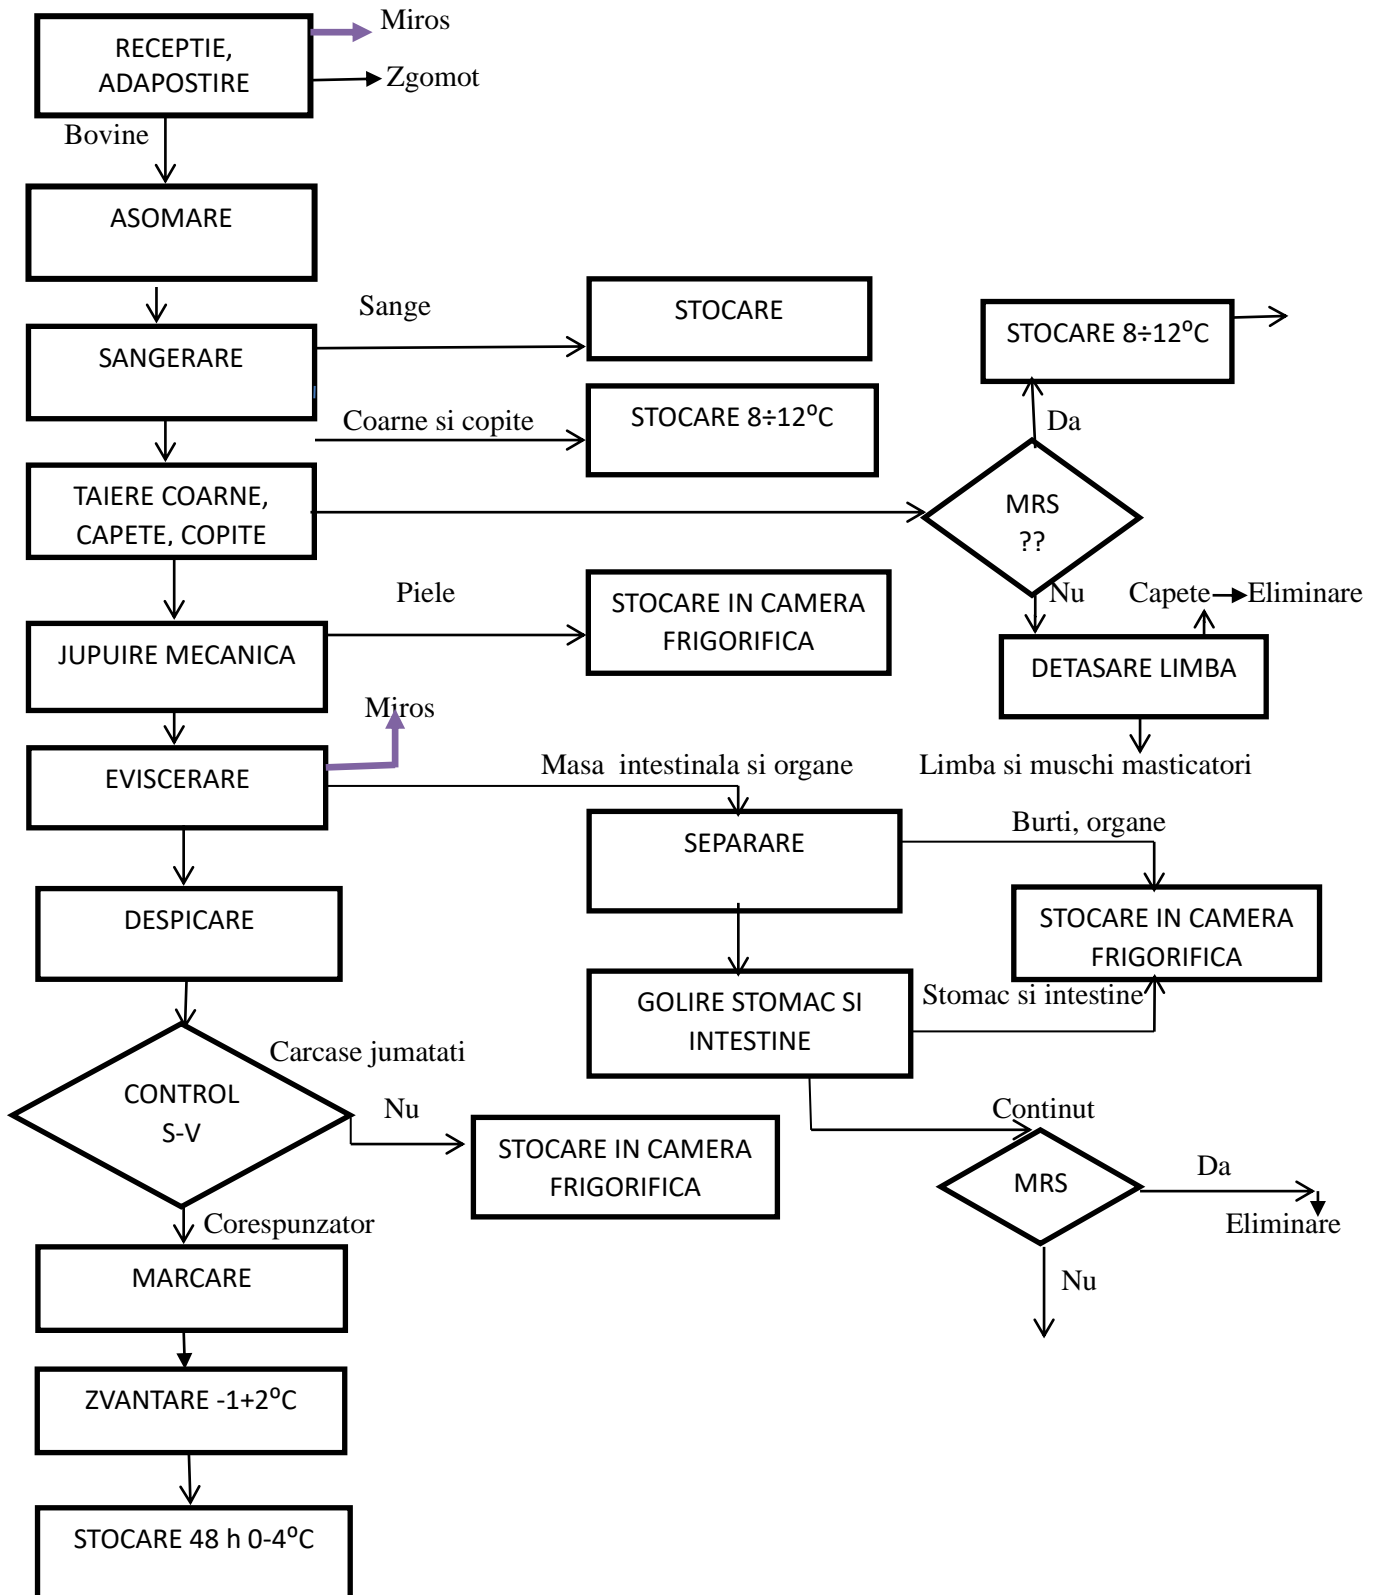 Miros
RECEPTIE,
ADAPOSTIRE
Zgomot
Bovine
ASOMARE
Sange
STOCARE
STOCARE 8÷12⁰C
SANGERARE
Coarne si copite
STOCARE 8÷12⁰C
Da
TAIERE COARNE,
CAPETE, COPITE
MRS
??
Piele
STOCARE IN CAMERA
FRIGORIFICA
Nu
Capete
Eliminare
JUPUIRE MECANICA
DETASARE LIMBA
Miros
EVISCERARE
Masa intestinala si organe
Limba si muschi masticatori
SEPARARE
Burti, organe
DESPICARE
STOCARE IN CAMERA
FRIGORIFICA
GOLIRE STOMAC SI
INTESTINE
Stomac si intestine
Carcase jumatati
CONTROL
S-V
Nu
Continut
STOCARE IN CAMERA
FRIGORIFICA
MRS
Da
Eliminare
Corespunzator
MARCARE
Nu
ZVANTARE -1+2⁰C
STOCARE 48 h 0-4⁰C